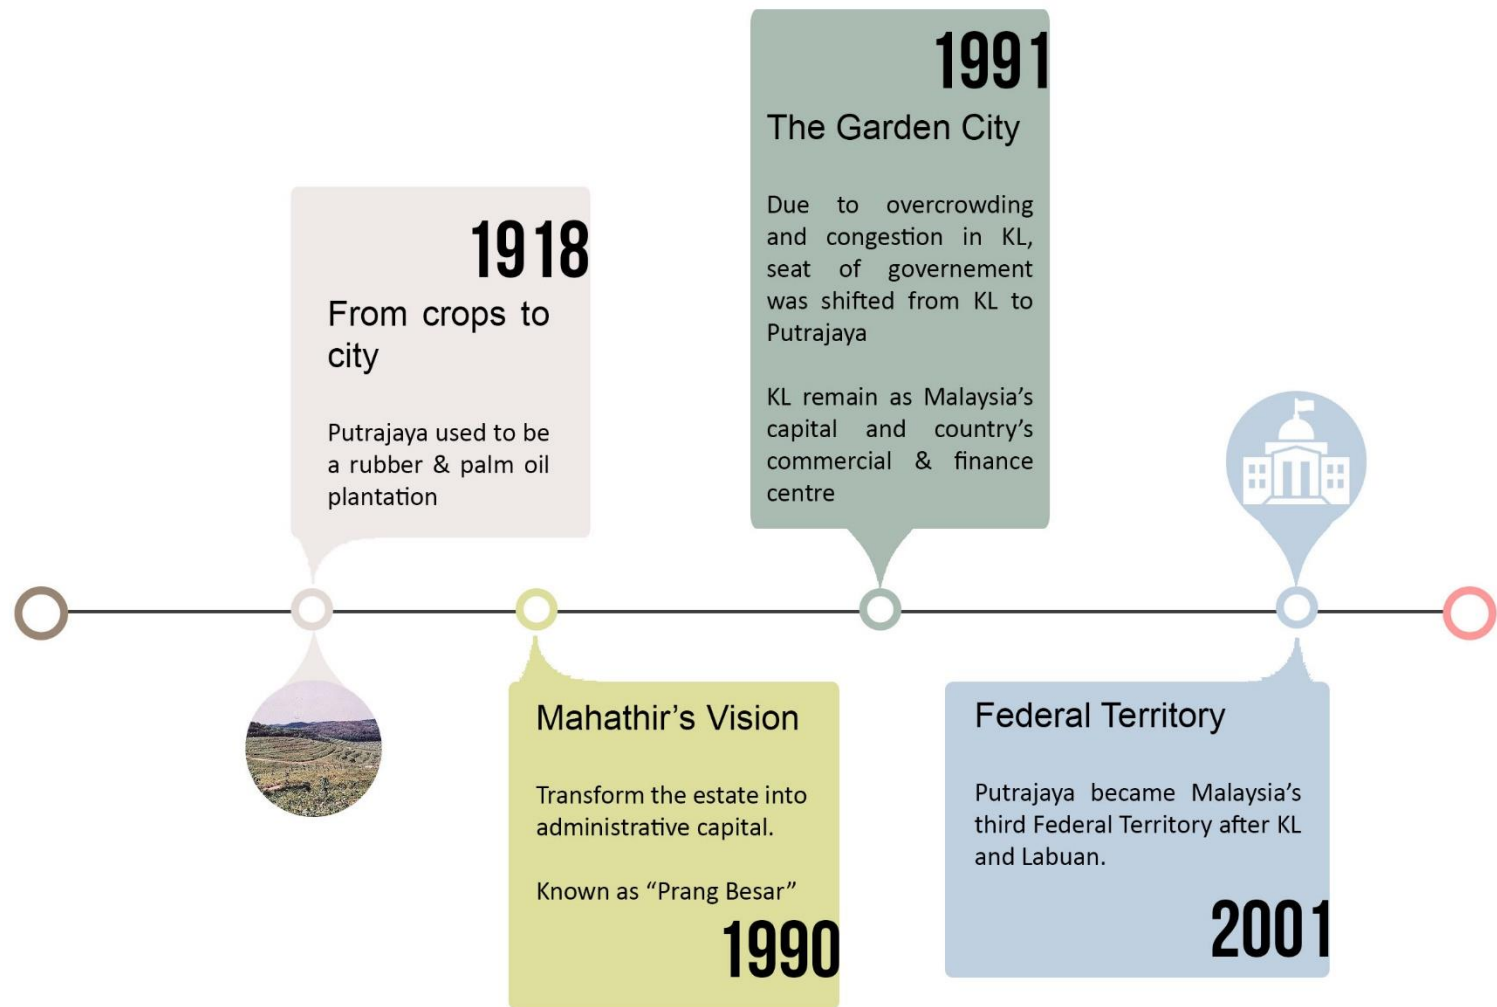 1918
From crops to
city
Putrajaya used to be
a rubber & palm oil
plantation
Mahathir’s Vision
Transform the estate into
administrative capital.
Known as “Prang Besar”
1990
1991
The Garden City
Due to overcrowding
and congestion in KL,
seat of governement
was shifted from KL to
Putrajaya
KL remain as Malaysia’s
capital and country’s
commercial & finance
centre
Federal Territory
Putrajaya became Malaysia’s
third Federal Territory after KL
and Labuan.
2001